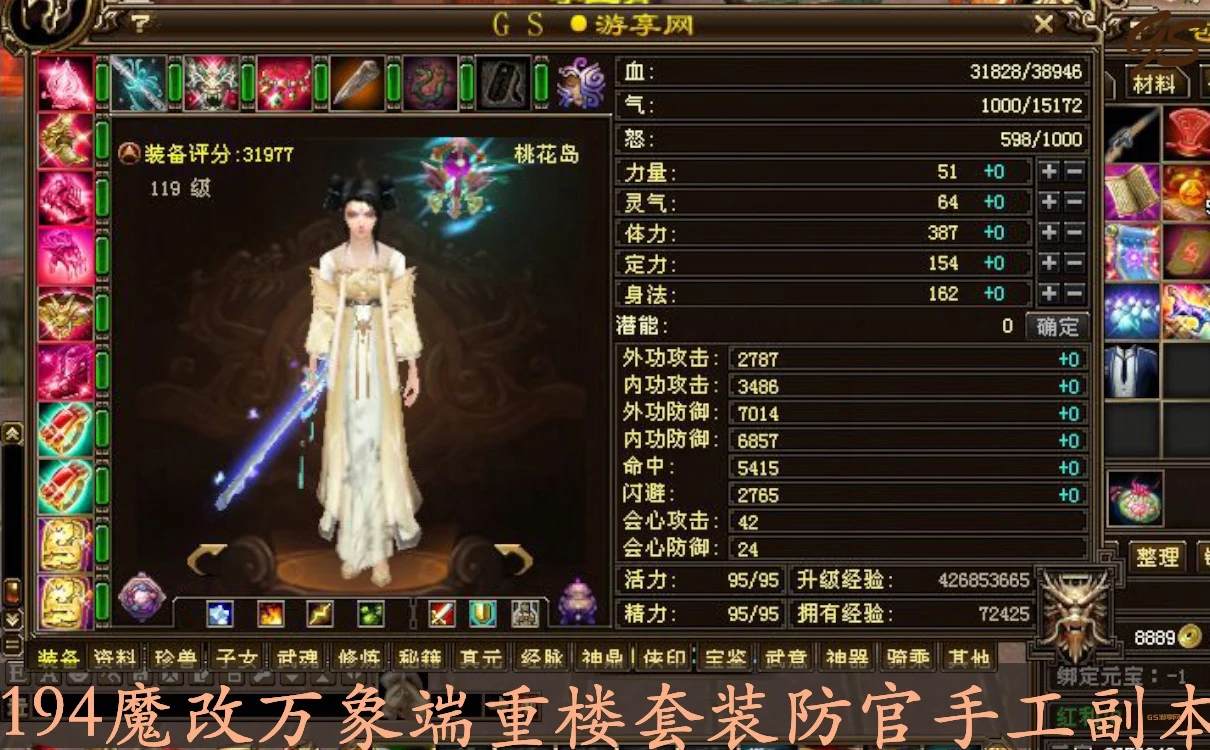 GS ●游享网
材料
装备评分:31977
桃花岛
119 级
血: 31828/38946
气: 1000/15172
怒: 598/1000
力量: 51 +0
灵气: 64 +0
体力: 387 +0
定力: 154 +0
身法: 162 +0
潜能: 0 确定
外功攻击: 2787 +0
内功攻击: 3486 +0
外功防御: 7014 +0
内功防御: 6857 +0
命中: 5415 +0
闪避: 2765 +0
会心攻击: 42
会心防御: 24
活力: 95/95 升级经验: 426853665
精力: 95/95 拥有经验: 72425
整理
8889
装备 资料 珍兽 子女 武魂 修炼 秘籍 真元 经脉 神鼎 侠印 宝鉴 武意 神器 骑乘 其他
绑定元宝:-1
194魔改万象端重楼套装防官手工副本